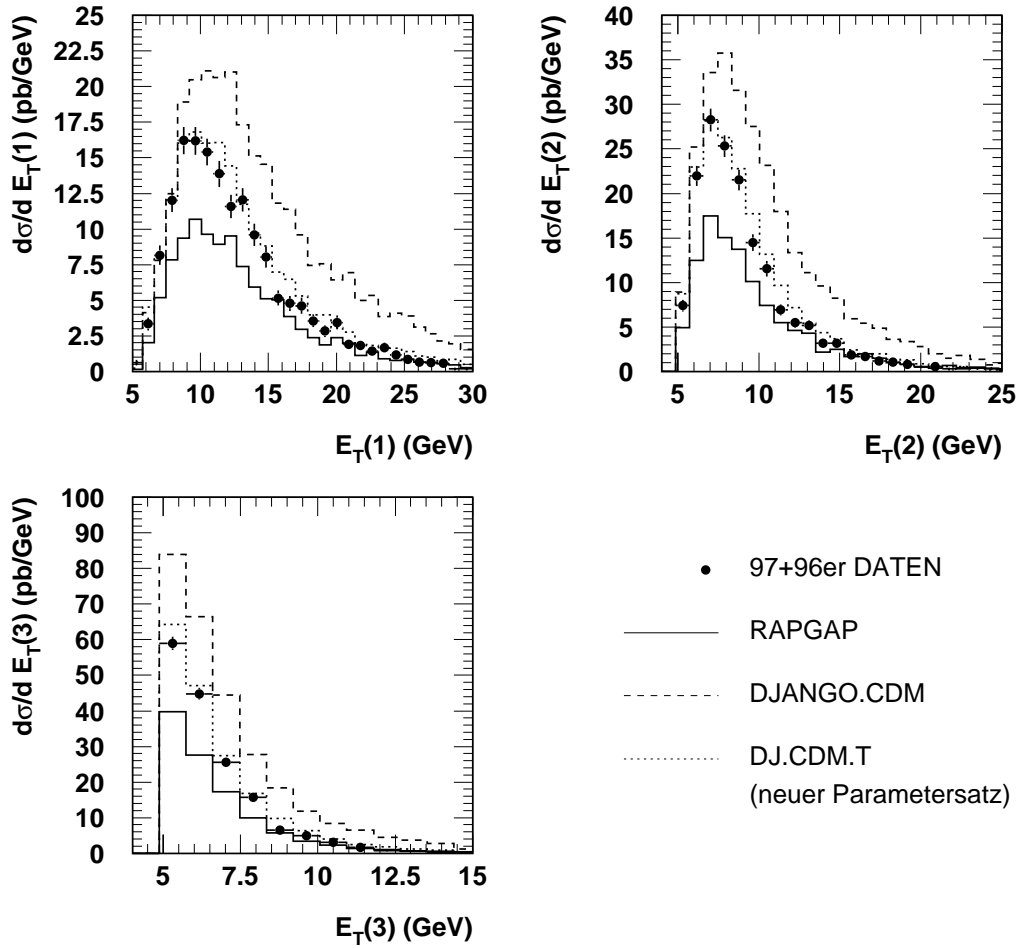 dσ/d E_T(1) (pb/GeV)
25
22.5
20
17.5
15
12.5
10
7.5
5
2.5
0
5 10 15 20 25 30
E_T(1) (GeV)
dσ/d E_T(2) (pb/GeV)
40
35
30
25
20
15
10
5
0
5 10 15 20 25
E_T(2) (GeV)
dσ/d E_T(3) (pb/GeV)
100
90
80
70
60
50
40
30
20
10
0
5 7.5 10 12.5 15
E_T(3) (GeV)
97+96er DATEN
RAPGAP
DJANGO.CDM
DJ.CDM.T
(neuer Parametersatz)